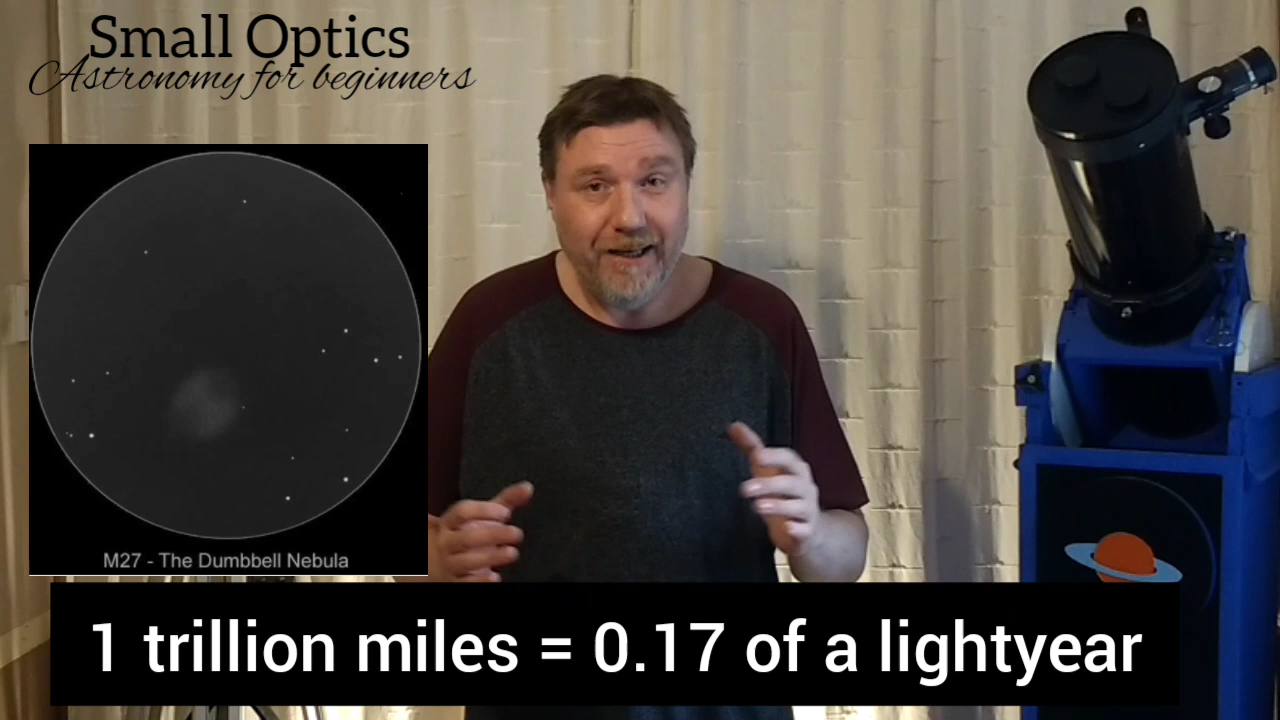 Small Optics
Astronomy for beginners
M27 - The Dumbbell Nebula
1 trillion miles = 0.17 of a lightyear